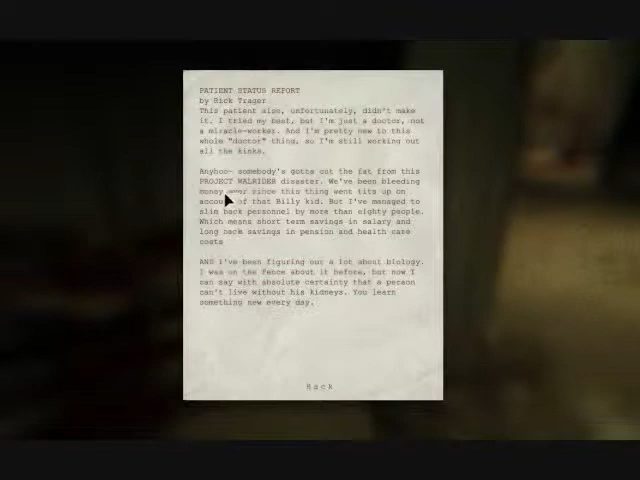 PATIENT STATUS REPORT
by Rick Trager
This patient also, unfortunately, didn't make
it. I tried my best, but I'm just a doctor, not
a miracle-worker. And I'm pretty new to this
whole "doctor" thing, so I'm still working out
all the kinks.
Anyhoo— somebody's gotta cut the fat from this
PROJECT WALRIDER disaster. We've been bleeding
money ever since this thing went tits up on
account of that Billy kid. But I've managed to
slim back personnel by more than eighty people.
Which means short term savings in salary and
long back savings in pension and health care
costs
AND I've been figuring out a lot about biology.
I was on the fence about it before, but now I
can say with absolute certainty that a person
can't live without his kidneys. You learn
something new every day.
Back